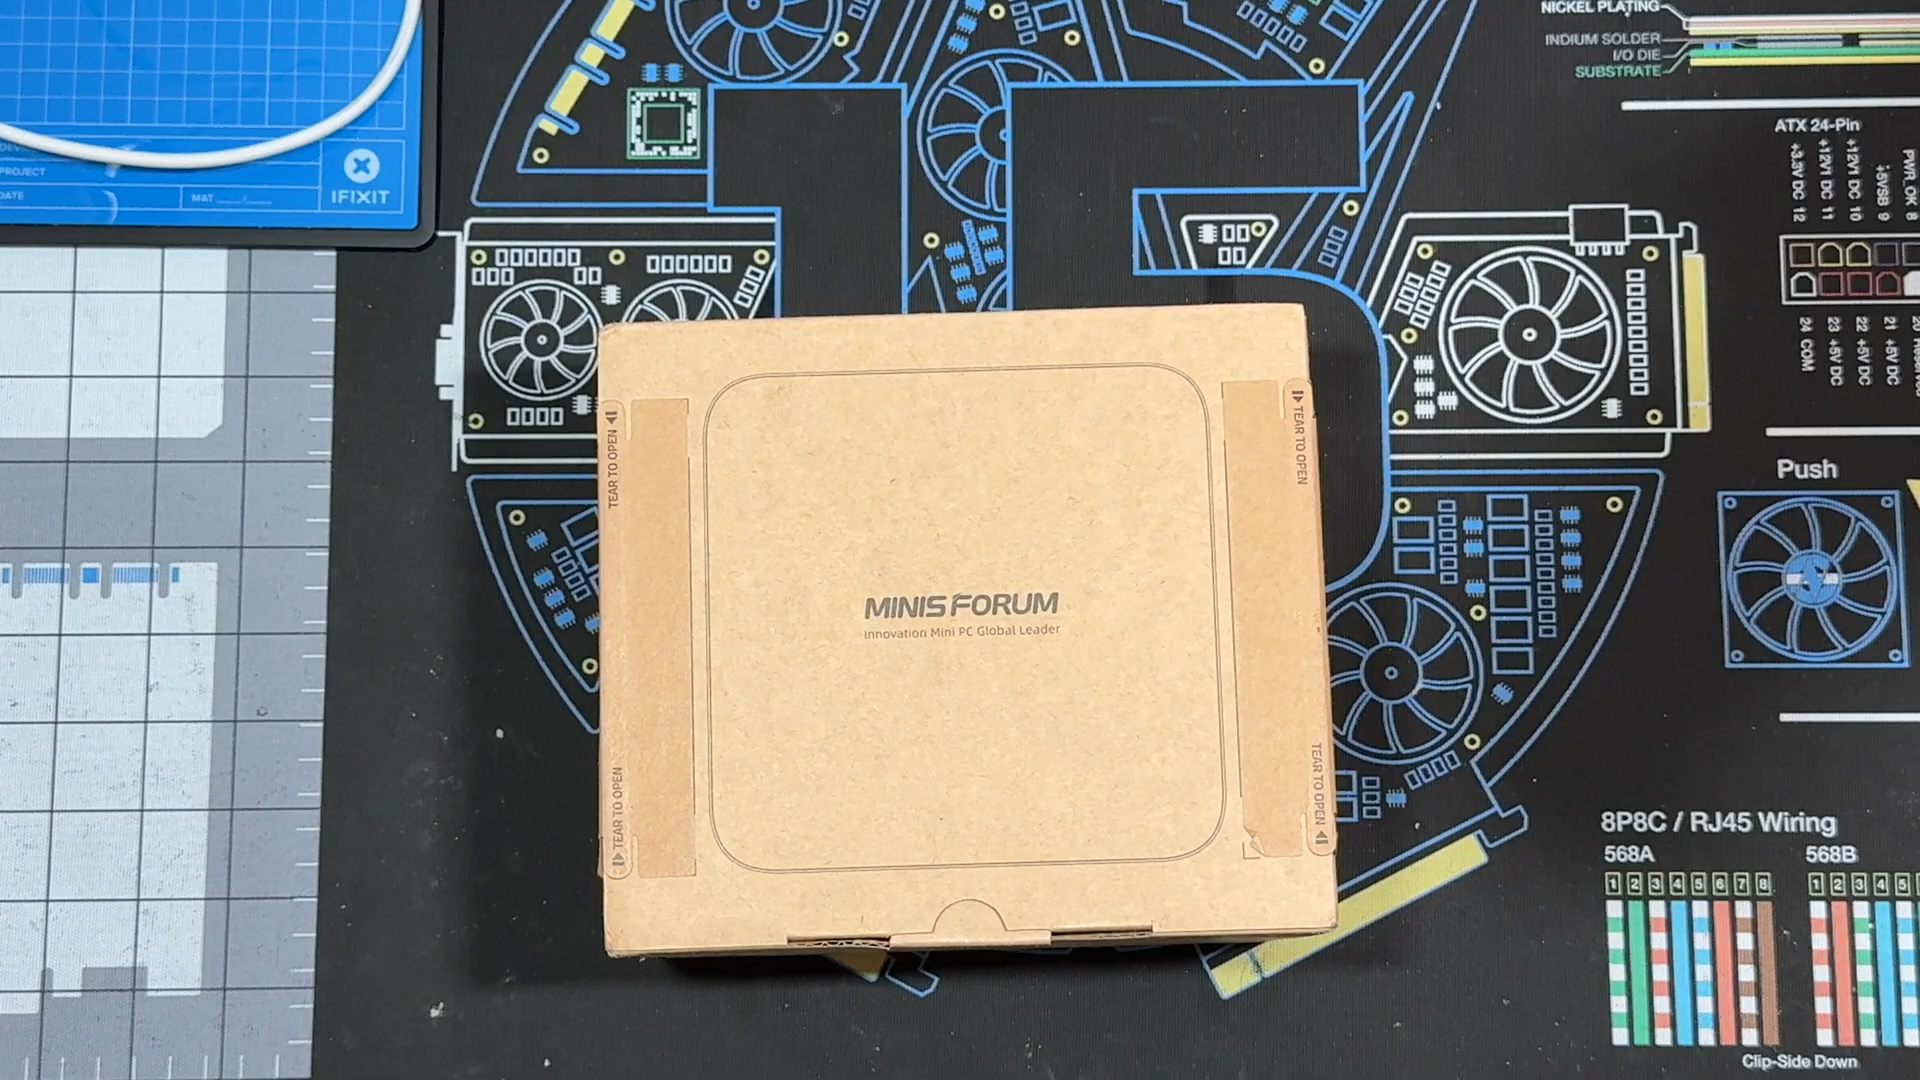 NICKEL PLATING
INDIUM SOLDER
I/O DIE
SUBSTRATE
ATX 24-Pin
+3.3V DC 12
+12V1 DC 11
+12V1 DC 10
+5VSB 9
PWR_OK 8
24 COM
23 +5V DC
22 +5V DC
21 +5V DC
PROJECT
DATE
MAT
IFIXIT
TEAR TO OPEN
TEAR TO OPEN
TEAR TO OPEN
TEAR TO OPEN
MINISFORUM
Innovation Mini PC Global Leader
Push
8P8C / RJ45 Wiring
568A
568B
1 2 3 4 5 6 7 8
1 2 3 4 5
Clip-Side Down